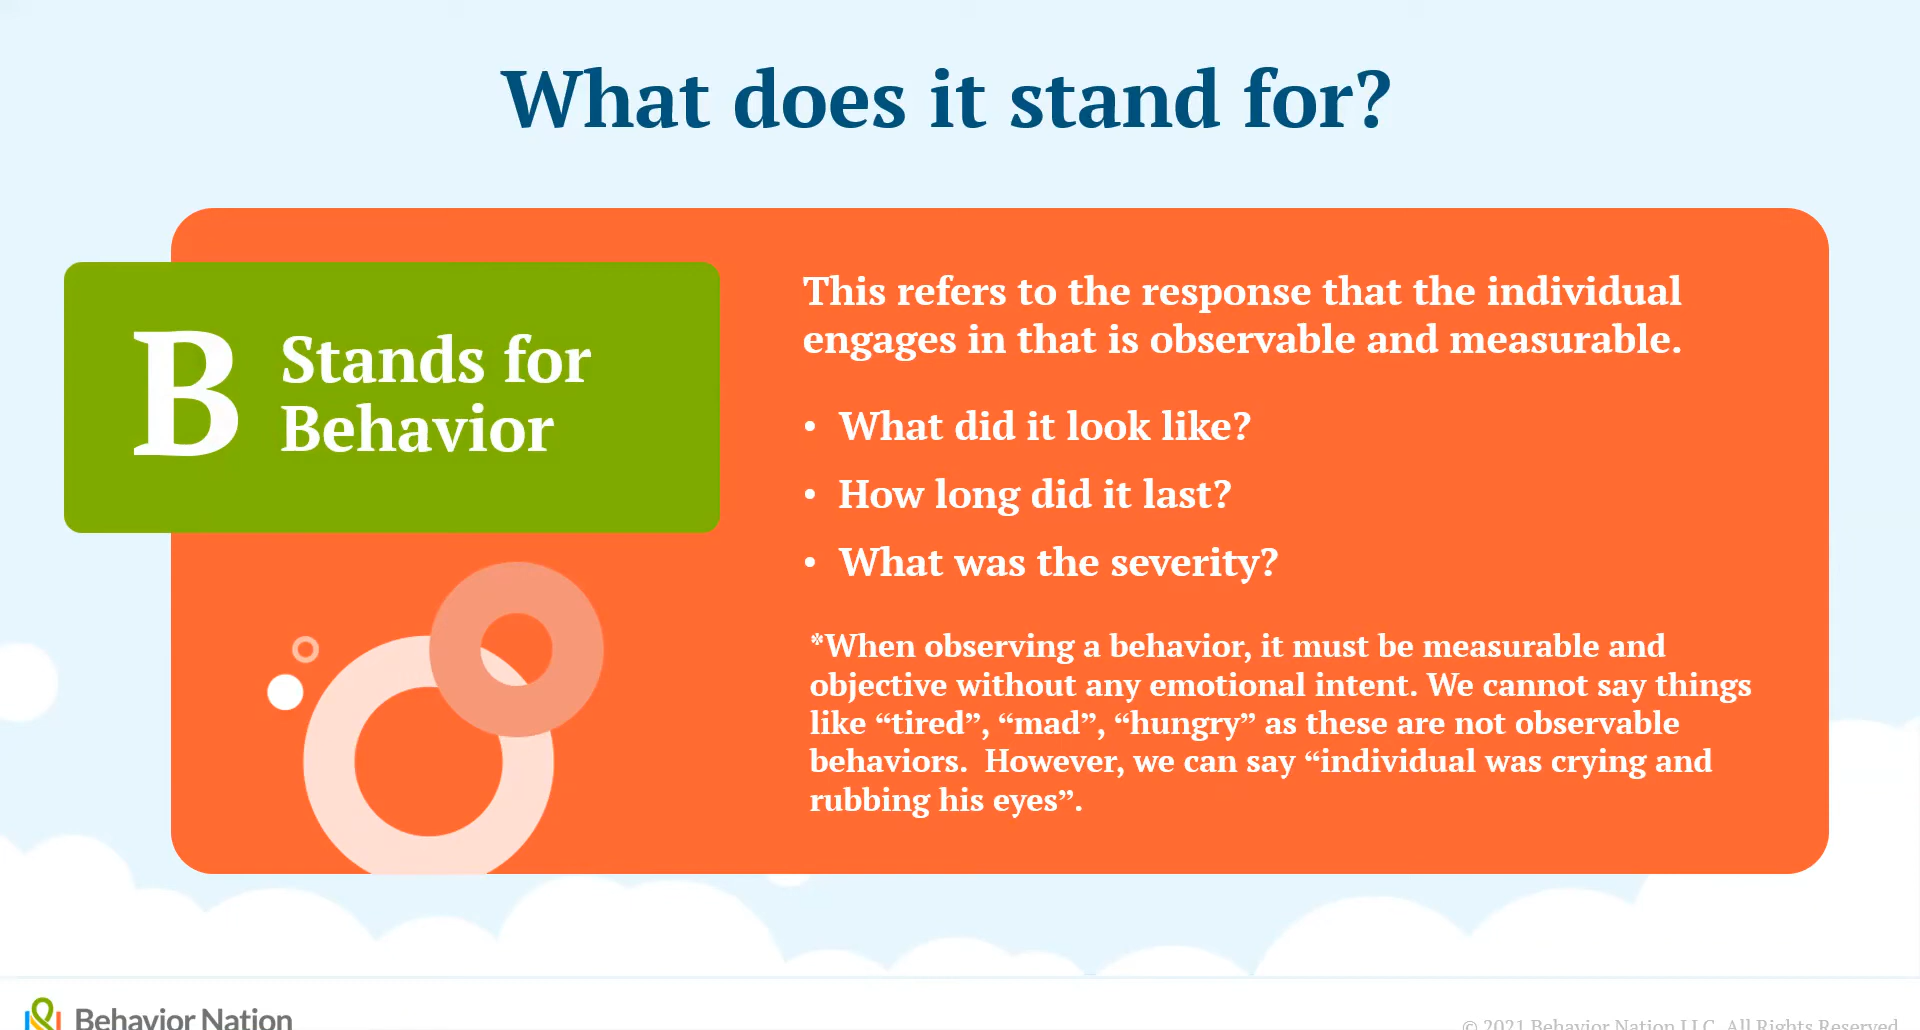 What does it stand for?
B
Stands for
Behavior
This refers to the response that the individual
engages in that is observable and measurable.
• What did it look like?
• How long did it last?
• What was the severity?
*When observing a behavior, it must be measurable and
objective without any emotional intent. We cannot say things
like “tired”, “mad”, “hungry” as these are not observable
behaviors.  However, we can say “individual was crying and
rubbing his eyes”.
Behavior Nation
© 2021 Behavior Nation LLC. All Rights Reserved